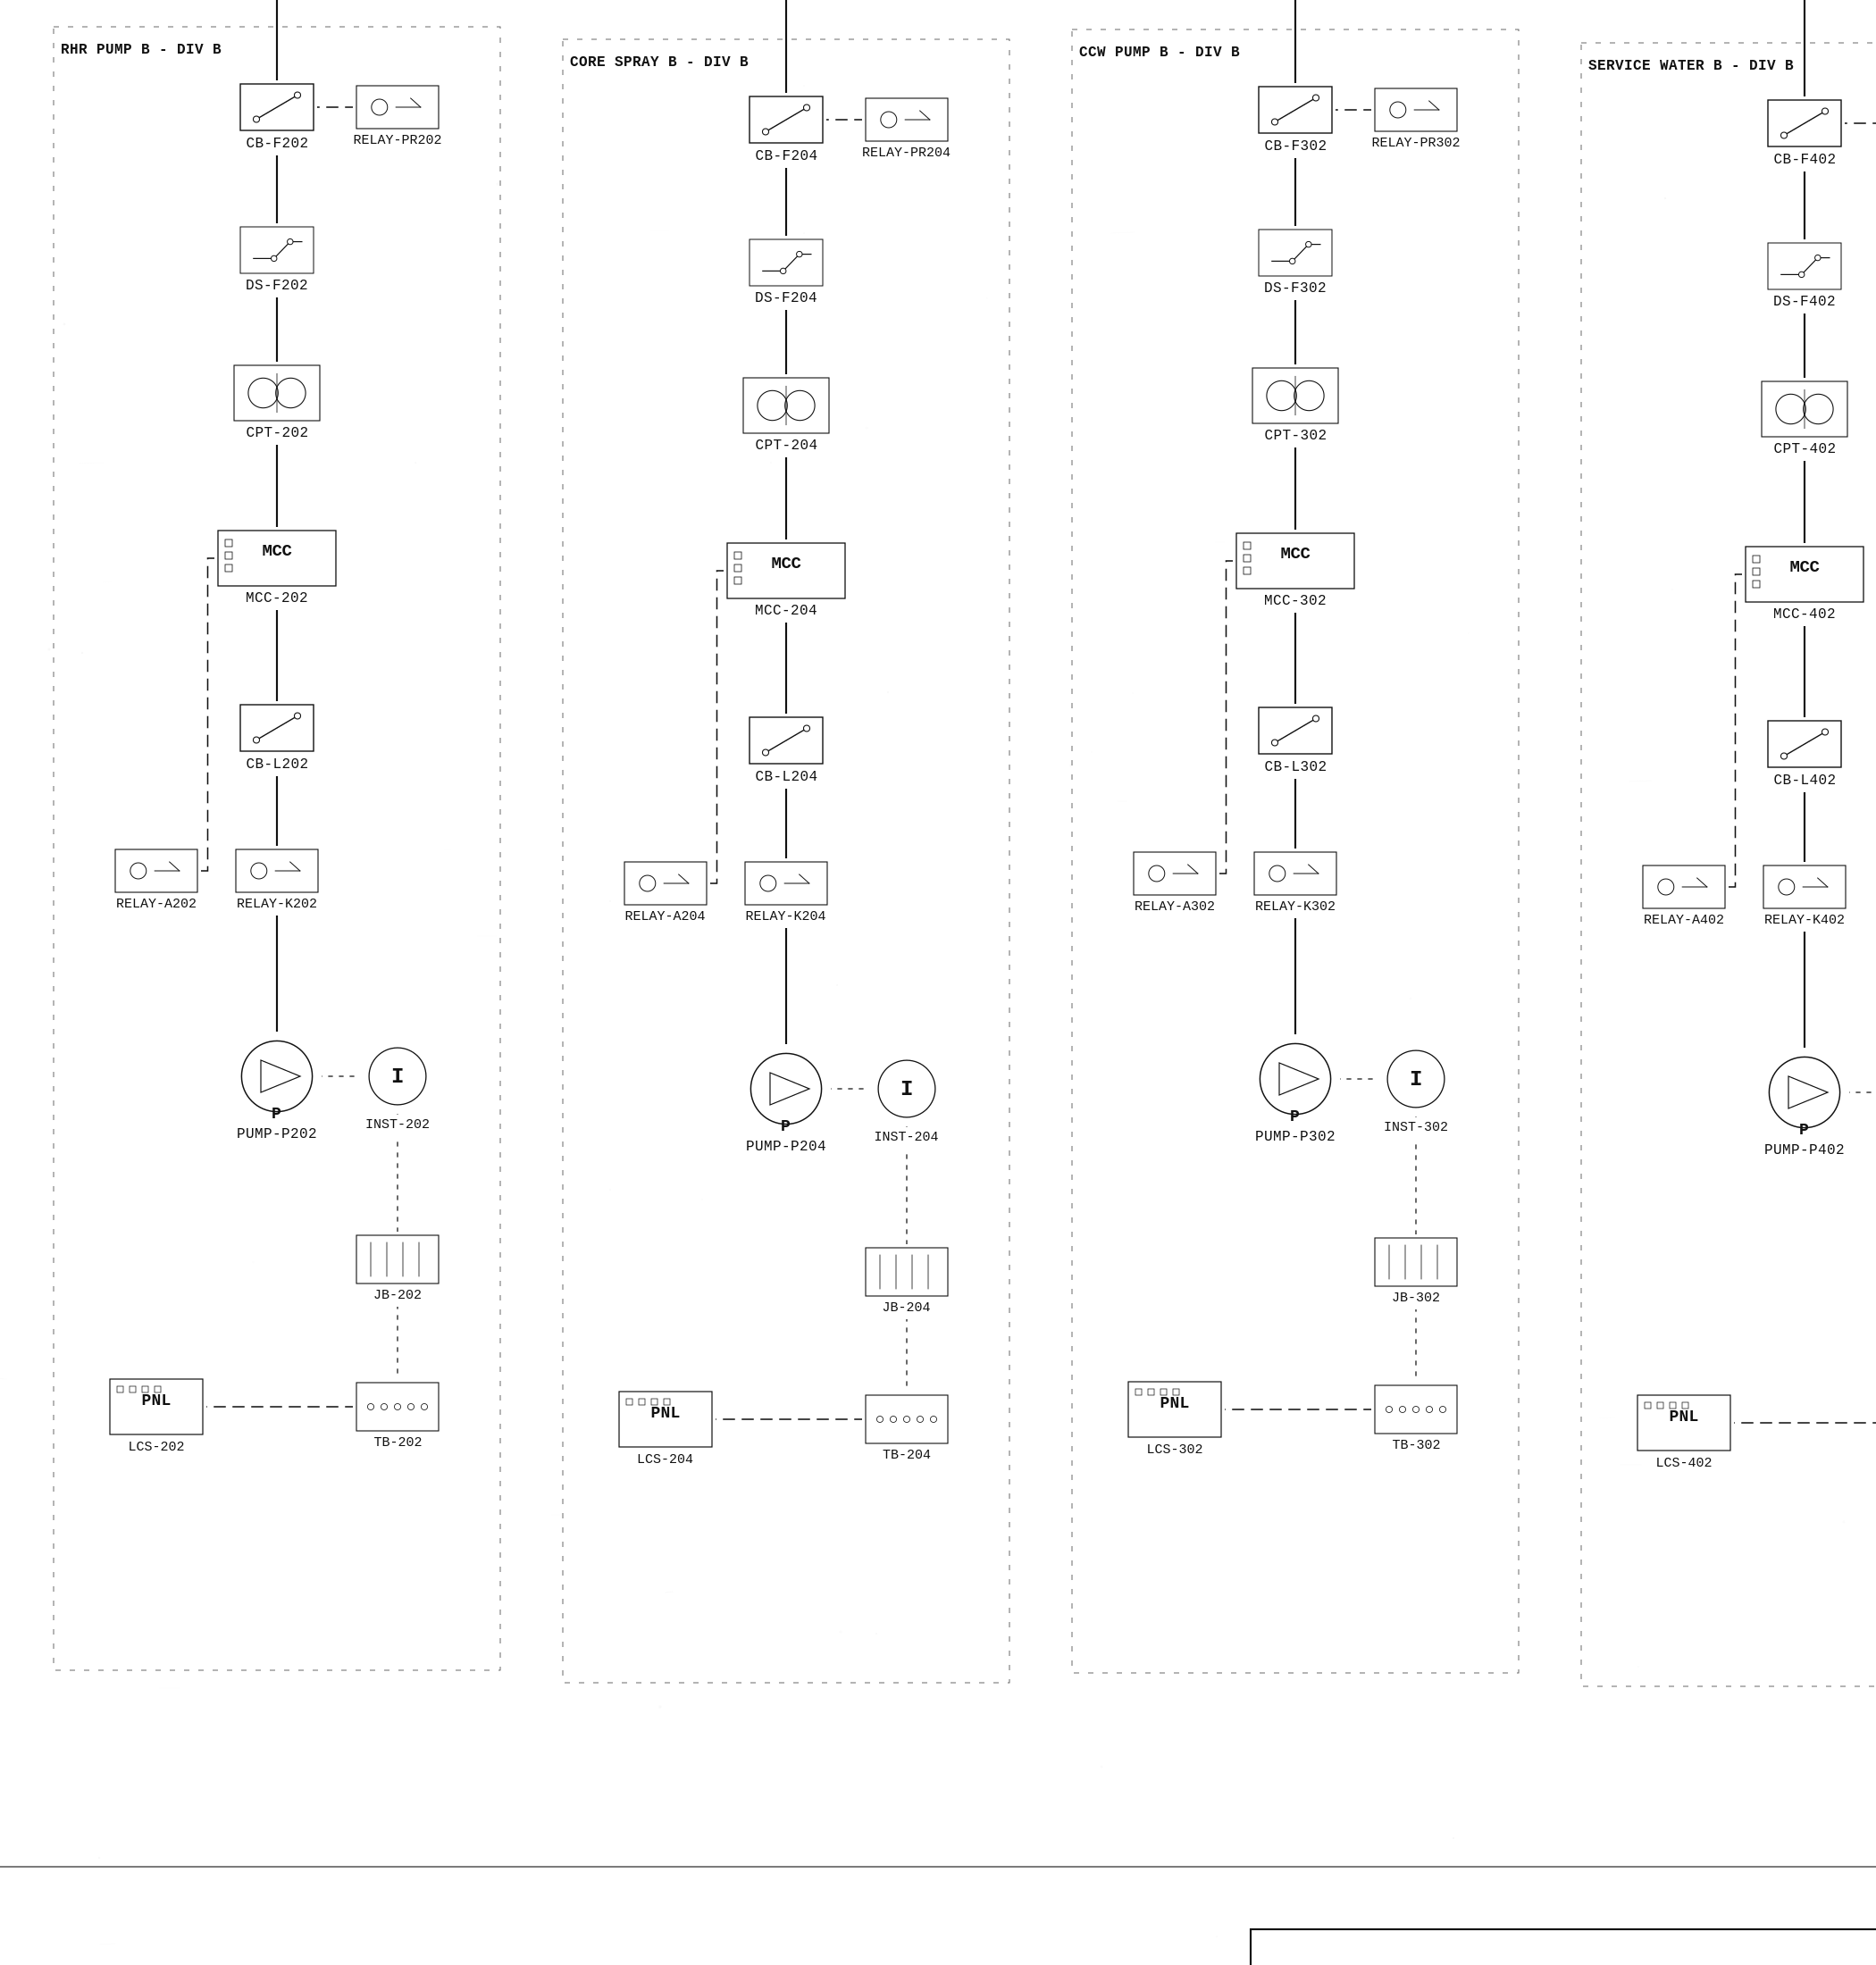 RHR PUMP B - DIV B
CB-F202
RELAY-PR202
DS-F202
CPT-202
MCC
MCC-202
CB-L202
RELAY-A202
RELAY-K202
I
P
PUMP-P202
INST-202
JB-202
PNL
LCS-202
TB-202
CORE SPRAY B - DIV B
CB-F204
RELAY-PR204
DS-F204
CPT-204
MCC
MCC-204
CB-L204
RELAY-A204
RELAY-K204
I
P
PUMP-P204
INST-204
JB-204
PNL
LCS-204
TB-204
CCW PUMP B - DIV B
CB-F302
RELAY-PR302
DS-F302
CPT-302
MCC
MCC-302
CB-L302
RELAY-A302
RELAY-K302
I
P
PUMP-P302
INST-302
JB-302
PNL
LCS-302
TB-302
SERVICE WATER B - DIV B
CB-F402
DS-F402
CPT-402
MCC
MCC-402
CB-L402
RELAY-A402
RELAY-K402
P
PUMP-P402
PNL
LCS-402